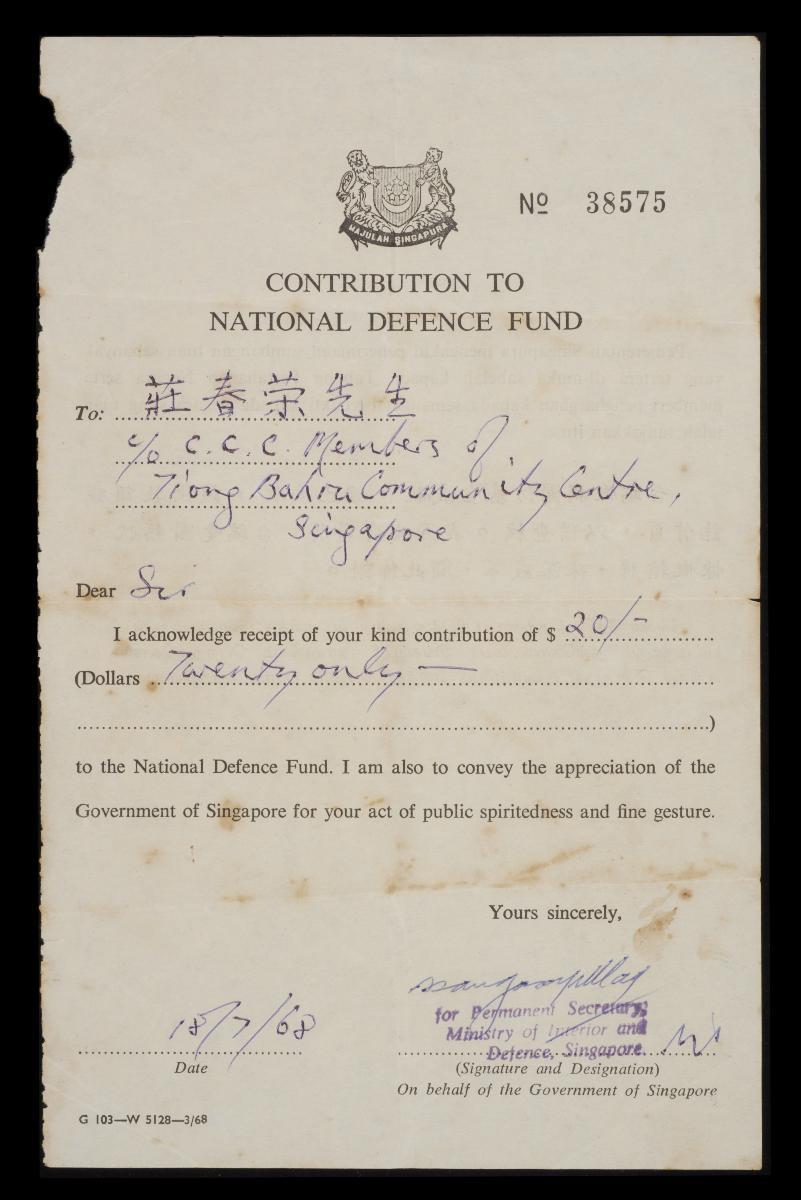 MAJULAH SINGAPURA
Nº 38575
CONTRIBUTION TO
NATIONAL DEFENCE FUND
To: 莊春荣先生
c/o C.C.C. Members of
Tiong Bahru Community Centre,
Singapore
Dear Sir
I acknowledge receipt of your kind contribution of $ 20/-
(Dollars Twenty only —
)
to the National Defence Fund. I am also to convey the appreciation of the
Government of Singapore for your act of public spiritedness and fine gesture.
Yours sincerely,
for Permanent Secretary,
Ministry of Interior and
Defence, Singapore.
18/7/68
Date
(Signature and Designation)
On behalf of the Government of Singapore
G 103—W 5128—3/68